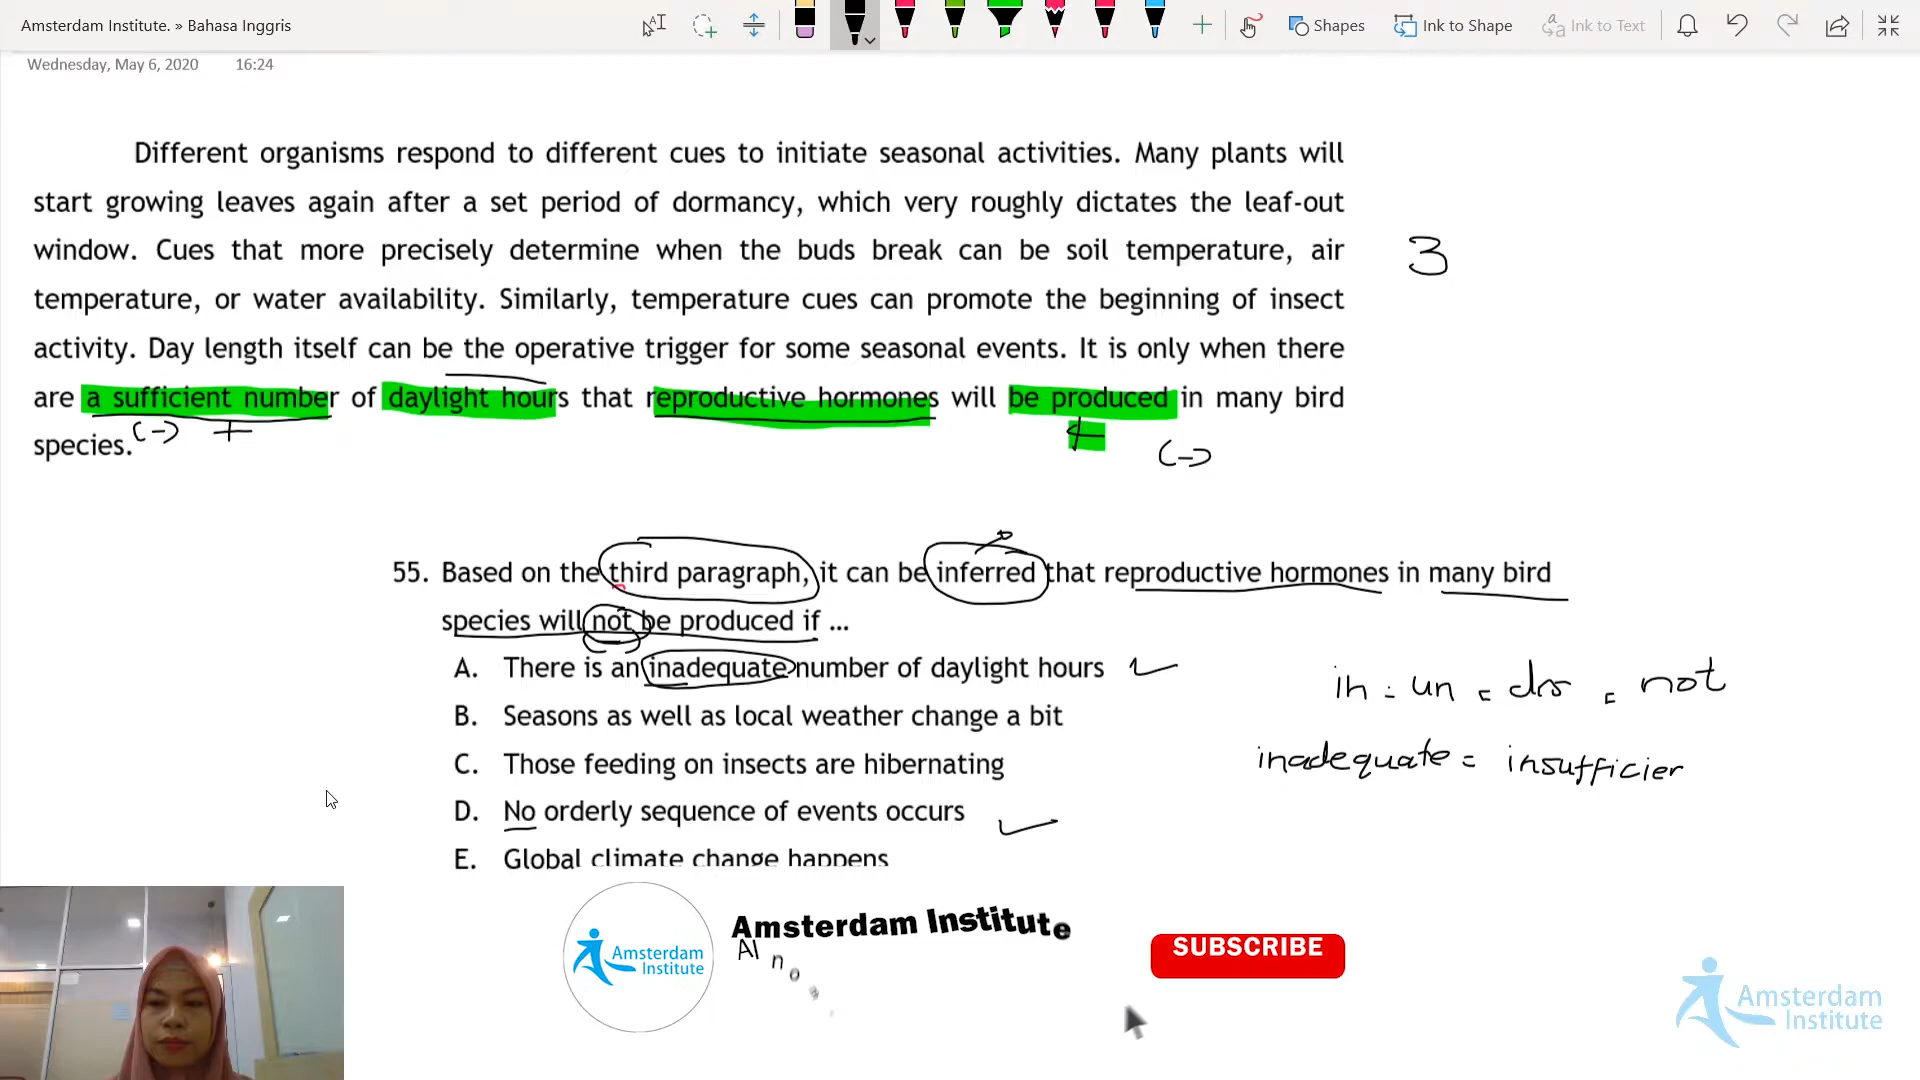 Amsterdam Institute. » Bahasa Inggris
Shapes
Ink to Shape
Ink to Text
Wednesday, May 6, 2020 16:24
Different organisms respond to different cues to initiate seasonal activities. Many plants will
start growing leaves again after a set period of dormancy, which very roughly dictates the leaf-out
window. Cues that more precisely determine when the buds break can be soil temperature, air
temperature, or water availability. Similarly, temperature cues can promote the beginning of insect
activity. Day length itself can be the operative trigger for some seasonal events. It is only when there
are a sufficient number of daylight hours that reproductive hormones will be produced in many bird
species.
(-) +
+
(-)
3
55. Based on the third paragraph, it can be inferred that reproductive hormones in many bird
species will not be produced if ...
A. There is an inadequate number of daylight hours
B. Seasons as well as local weather change a bit
C. Those feeding on insects are hibernating
D. No orderly sequence of events occurs
E. Global climate change happens
in = un = dis = not
inadequate = insufficier
Amsterdam Institute
Amsterdam Institute
SUBSCRIBE
Amsterdam
Institute